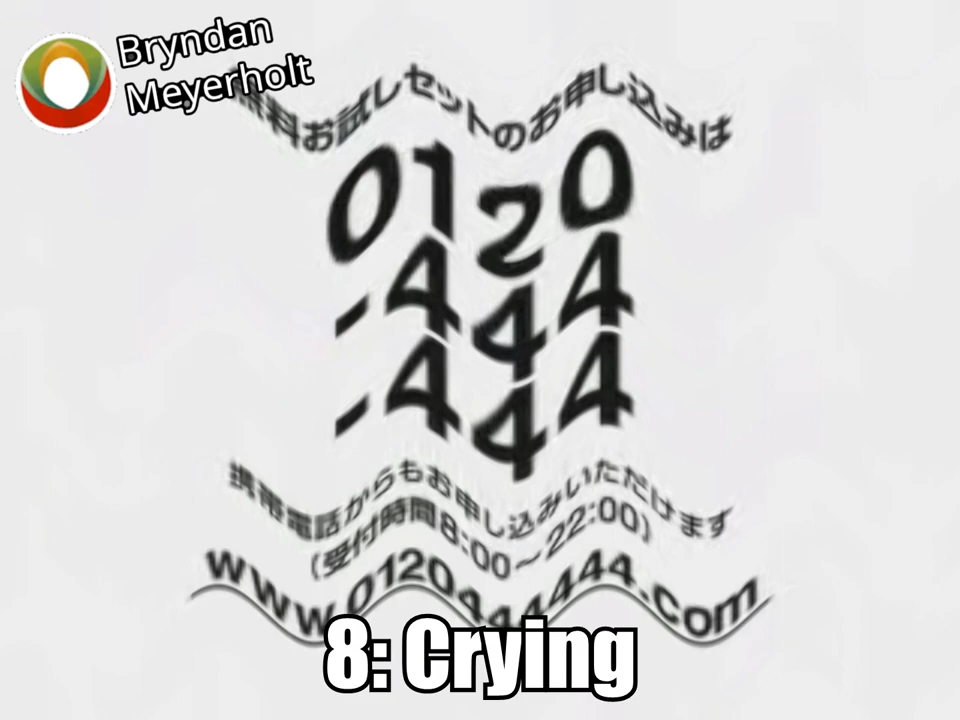 Bryndan
Meyerholt
無料お試しセットのお申し込みは
0120
-444
-444
携帯電話からもお申し込みいただけます
(受付時間8:00～22:00)
www.0120444444.com
8: Crying